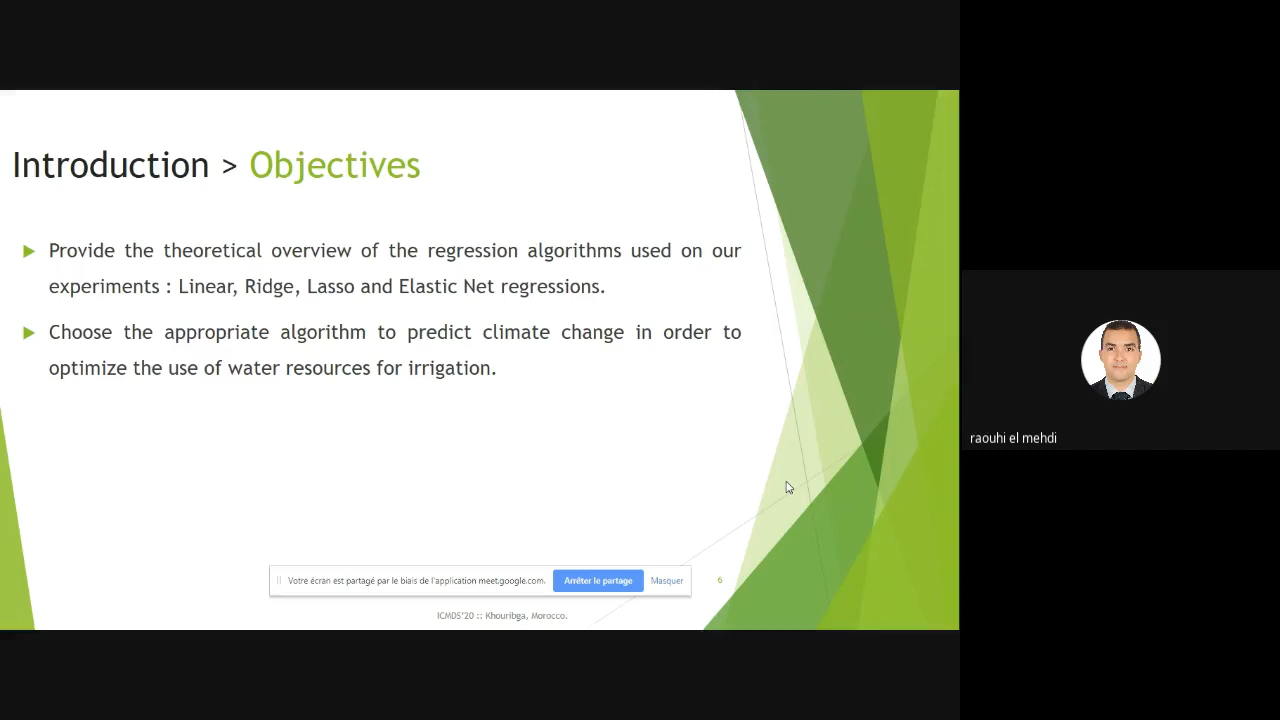 Introduction > Objectives
Provide the theoretical overview of the regression algorithms used on our
experiments : Linear, Ridge, Lasso and Elastic Net regressions.
Choose the appropriate algorithm to predict climate change in order to
optimize the use of water resources for irrigation.
Votre écran est partagé par le biais de l'application meet.google.com. Arrêter le partage Masquer
6
ICMDS'20 :: Khouribga, Morocco.
raouhi el mehdi